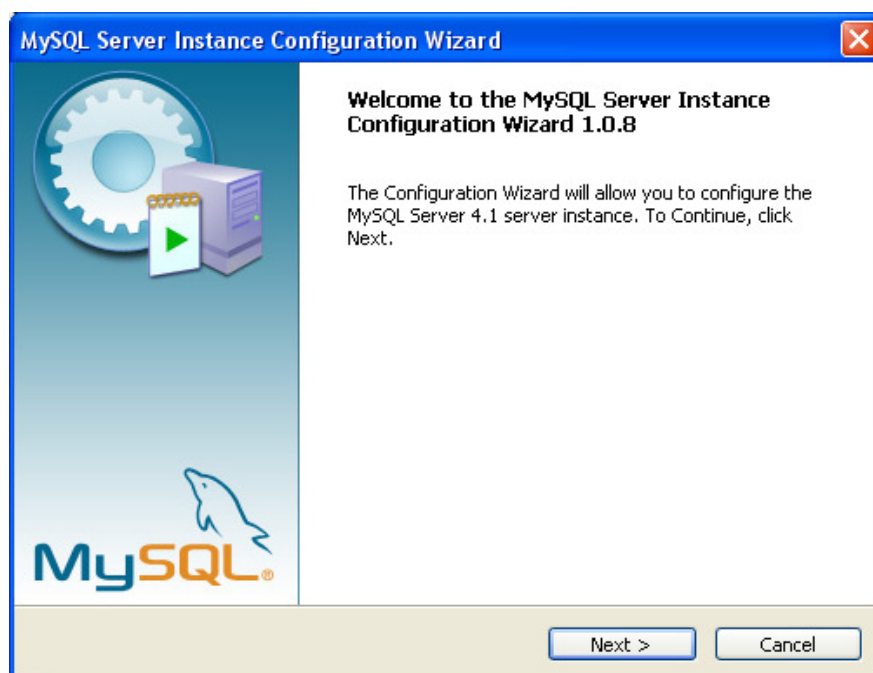 MySQL Server Instance Configuration Wizard
Welcome to the MySQL Server Instance
Configuration Wizard 1.0.8
The Configuration Wizard will allow you to configure the
MySQL Server 4.1 server instance. To Continue, click
Next.
MySQL®
Next >
Cancel